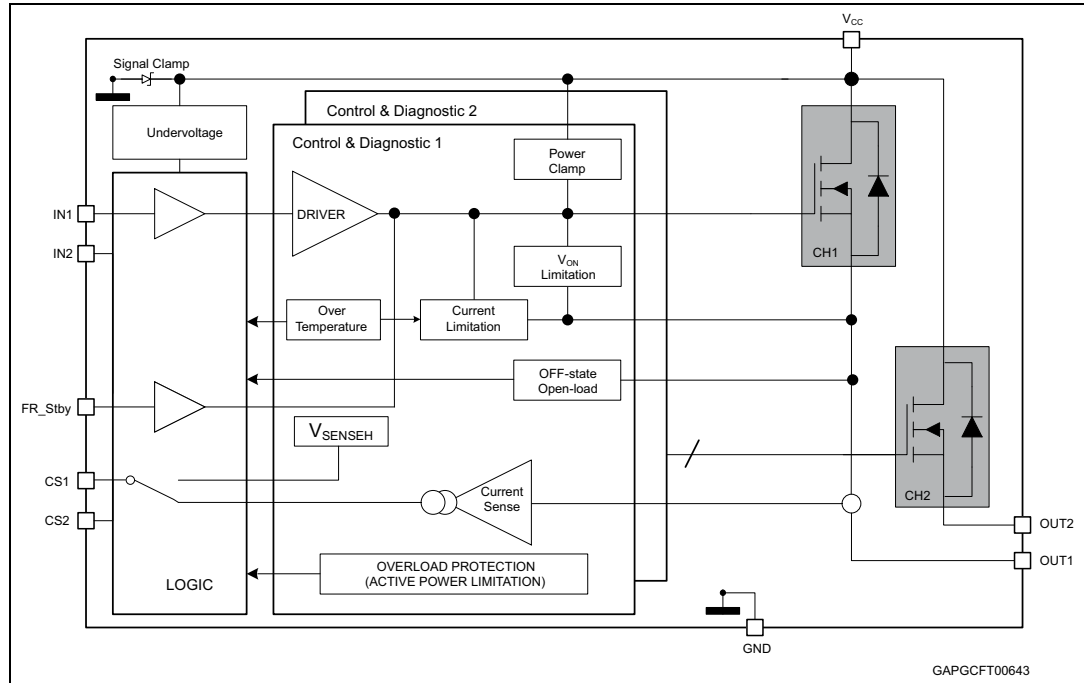 VCC
Signal Clamp
Undervoltage
Control & Diagnostic 2
Control & Diagnostic 1
Power
Clamp
IN1
DRIVER
IN2
VON
Limitation
CH1
Over
Temperature
Current
Limitation
OFF-state
Open-load
FR_Stby
VSENSEH
CS1
Current
Sense
CH2
CS2
OUT2
OVERLOAD PROTECTION
(ACTIVE POWER LIMITATION)
LOGIC
OUT1
GND
GAPGCFT00643